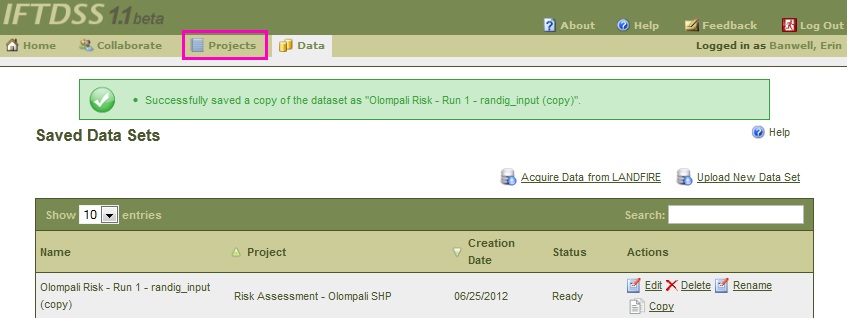 IFTDSS 1.1 beta
About Help Feedback Log Out
Home Collaborate Projects Data Logged in as Banwell, Erin
Successfully saved a copy of the dataset as "Olompali Risk - Run 1 - randig_input (copy)".
Saved Data Sets Help
Acquire Data from LANDFIRE Upload New Data Set
Show 10 entries Search:
Name Project Creation Date Status Actions
Olompali Risk - Run 1 - randig_input (copy) Risk Assessment - Olompali SHP 06/25/2012 Ready Edit Delete Rename
Copy